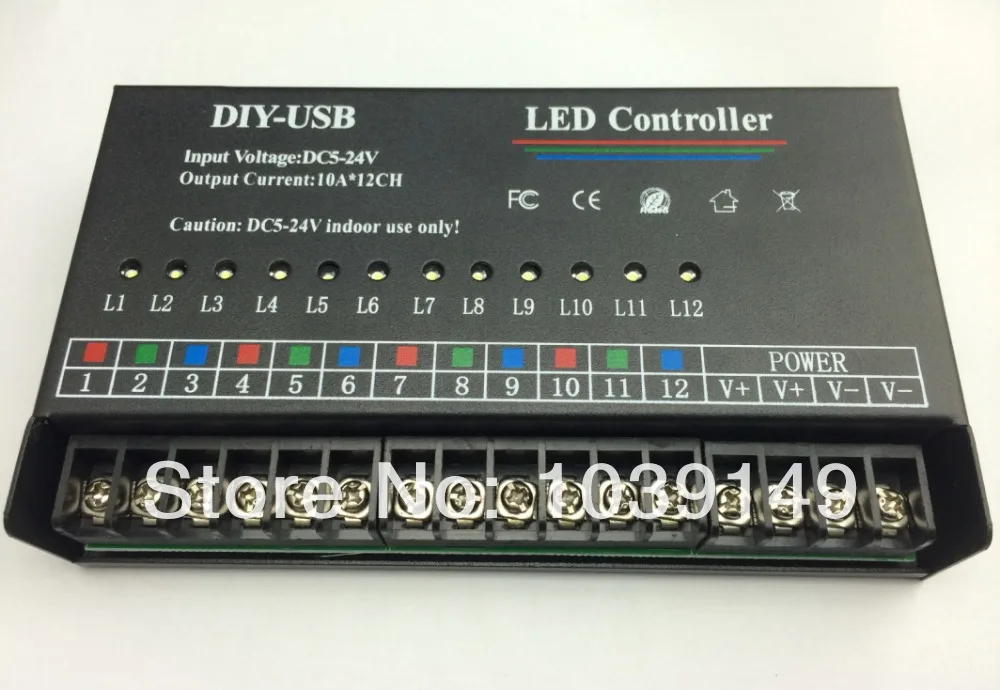 DIY-USB
LED Controller
Input Voltage:DC5-24V
Output Current:10A*12CH
FC CE RoHS
Caution: DC5-24V indoor use only!
L1 L2 L3 L4 L5 L6 L7 L8 L9 L10 L11 L12
POWER
1 2 3 4 5 6 7 8 9 10 11 12 V+ V+ V- V-
Store No: 1039149